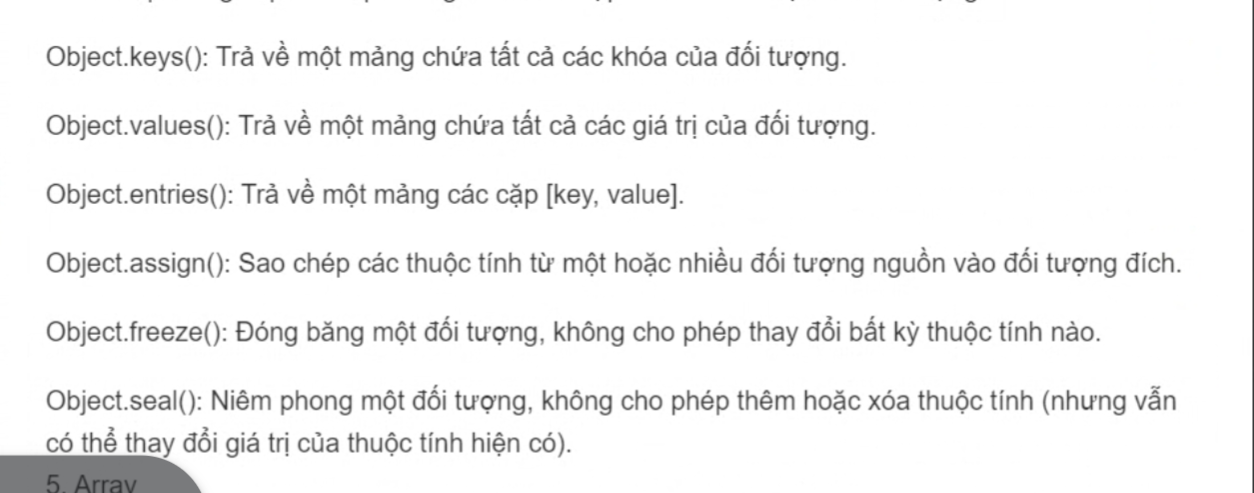 Object.keys(): Trả về một mảng chứa tất cả các khóa của đối tượng.
Object.values(): Trả về một mảng chứa tất cả các giá trị của đối tượng.
Object.entries(): Trả về một mảng các cặp [key, value].
Object.assign(): Sao chép các thuộc tính từ một hoặc nhiều đối tượng nguồn vào đối tượng đích.
Object.freeze(): Đóng băng một đối tượng, không cho phép thay đổi bất kỳ thuộc tính nào.
Object.seal(): Niêm phong một đối tượng, không cho phép thêm hoặc xóa thuộc tính (nhưng vẫn
có thể thay đổi giá trị của thuộc tính hiện có).
5. Array